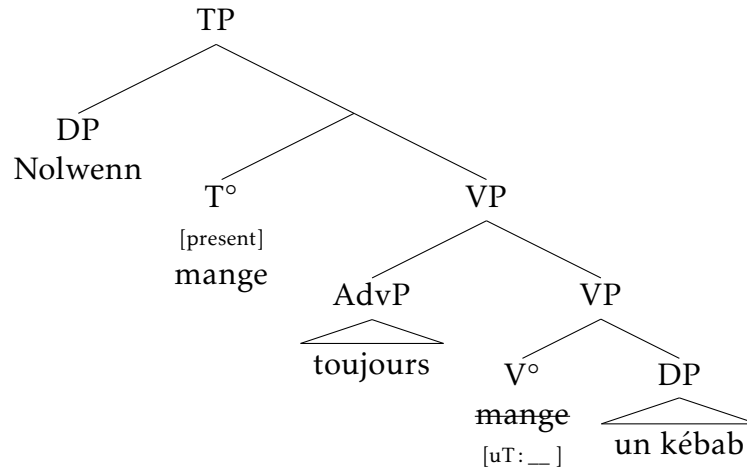 TP
DP
Nolwenn
T°
[present]
mange
VP
AdvP
toujours
VP
V°
mange
[uT: __ ]
DP
un kébab